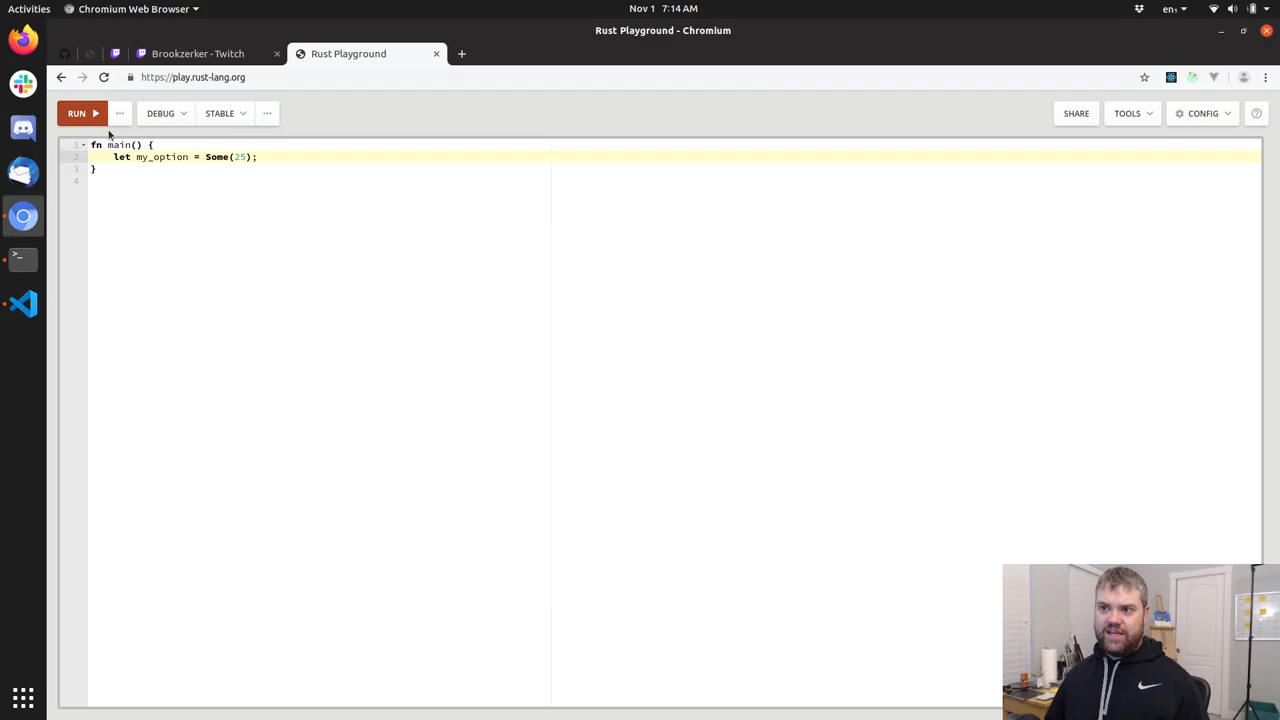 Activities
Chromium Web Browser
Nov 1 7:14 AM
en₁
Rust Playground - Chromium
Brookzerker - Twitch
Rust Playground
https://play.rust-lang.org
RUN
DEBUG
STABLE
SHARE
TOOLS
CONFIG
1 fn main() {
2 let my_option = Some(25);
3 }
4